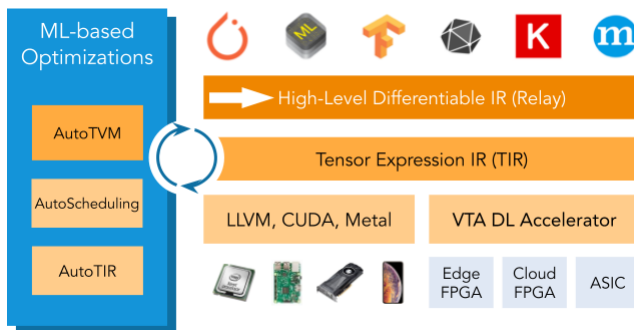 ML-based
Optimizations
AutoTVM
AutoScheduling
AutoTIR
ML
K
m
High-Level Differentiable IR (Relay)
Tensor Expression IR (TIR)
LLVM, CUDA, Metal
VTA DL Accelerator
Edge
FPGA
Cloud
FPGA
ASIC